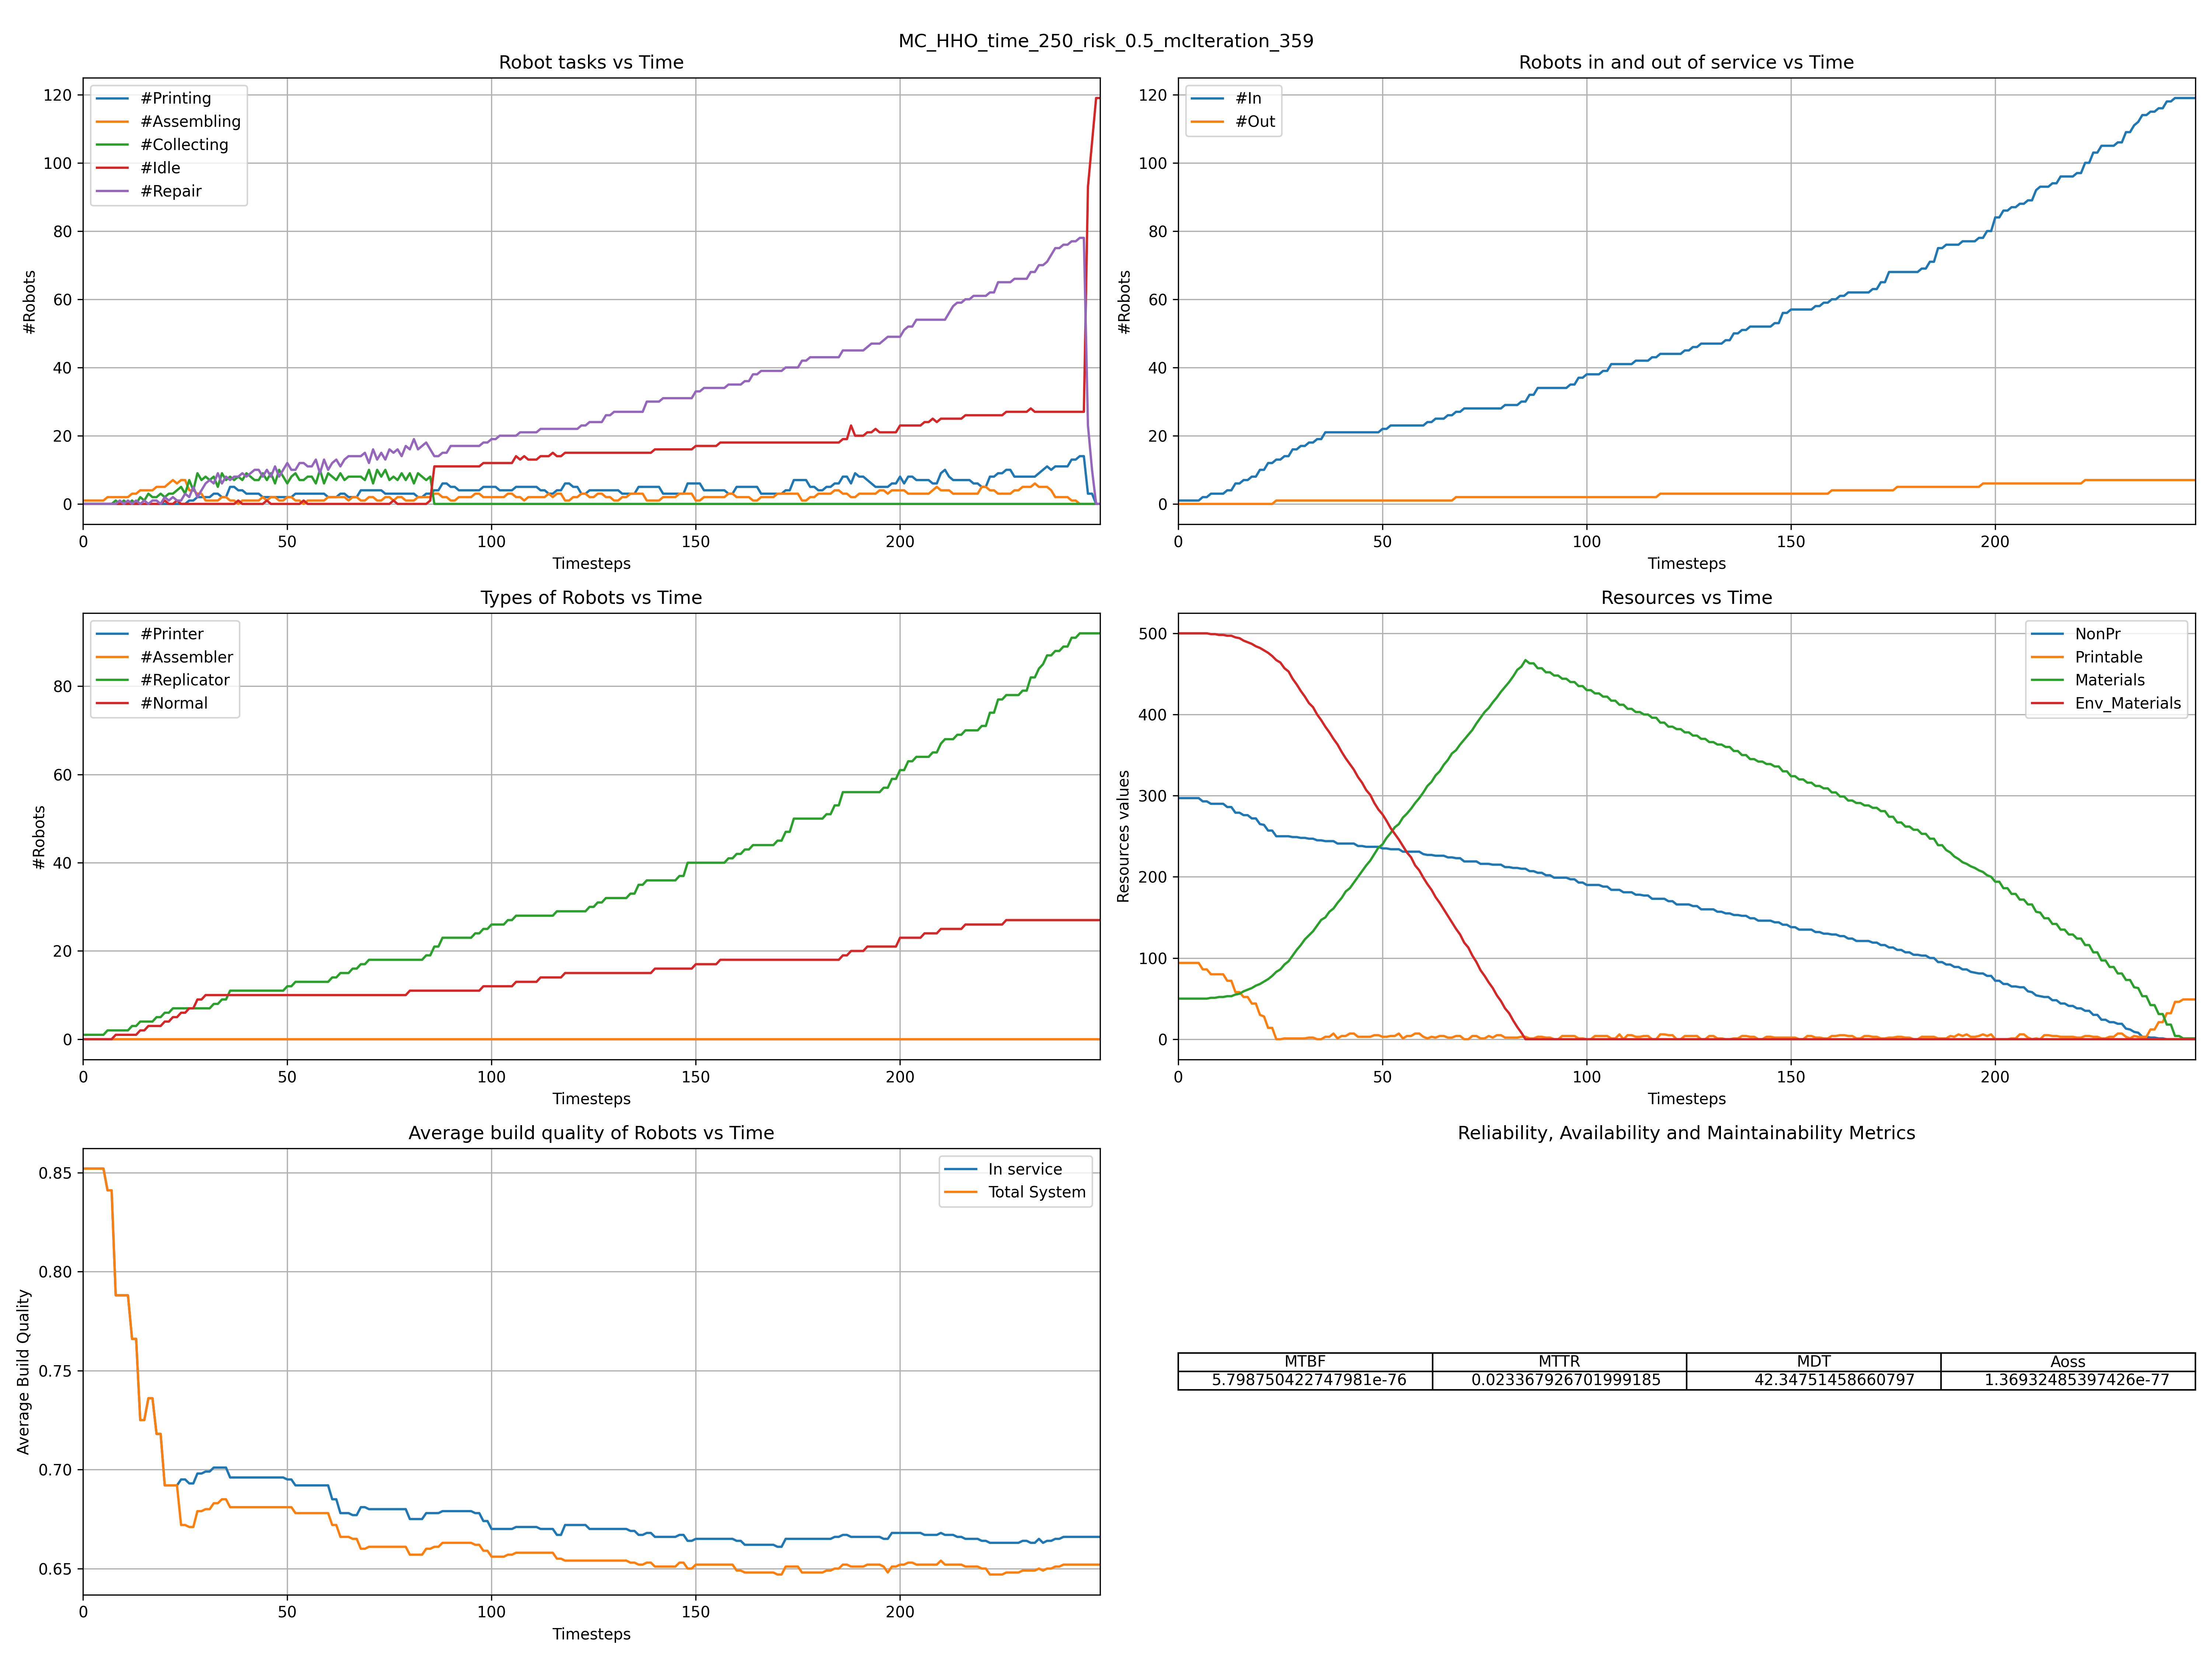 MC_HHO_time_250_risk_0.5_mcIteration_359
Robot tasks vs Time
#Printing
#Assembling
#Collecting
#Idle
#Repair
#Robots
120
100
80
60
40
20
0
0 50 100 150 200
Timesteps
Robots in and out of service vs Time
#In
#Out
#Robots
120
100
80
60
40
20
0
0 50 100 150 200
Timesteps
Types of Robots vs Time
#Printer
#Assembler
#Replicator
#Normal
#Robots
80
60
40
20
0
0 50 100 150 200
Timesteps
Resources vs Time
NonPr
Printable
Materials
Env_Materials
Resources values
500
400
300
200
100
0
0 50 100 150 200
Timesteps
Average build quality of Robots vs Time
In service
Total System
Average Build Quality
0.85
0.80
0.75
0.70
0.65
0 50 100 150 200
Timesteps
Reliability, Availability and Maintainability Metrics
MTBF MTTR MDT Aoss
5.798750422747981e-76 0.023367926701999185 42.34751458660797 1.36932485397426e-77